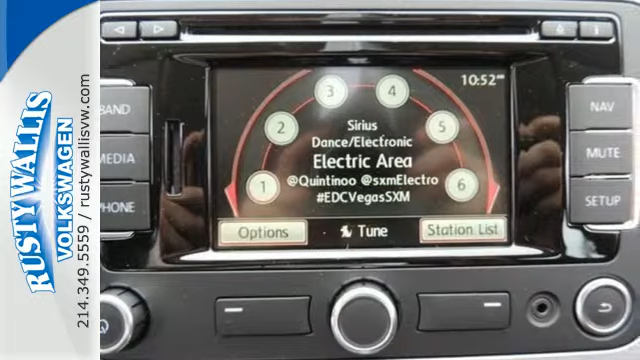 RUSTY WALLIS
VOLKSWAGEN
214.349.5559 / rustywallisvw.com
BAND
MEDIA
PHONE
NAV
MUTE
SETUP
10:52 AM
1
2
3
4
5
6
Sirius
Dance/Electronic
Electric Area
@Quintinoo @sxmElectro
#EDCVegasSXM
Options
Tune
Station List